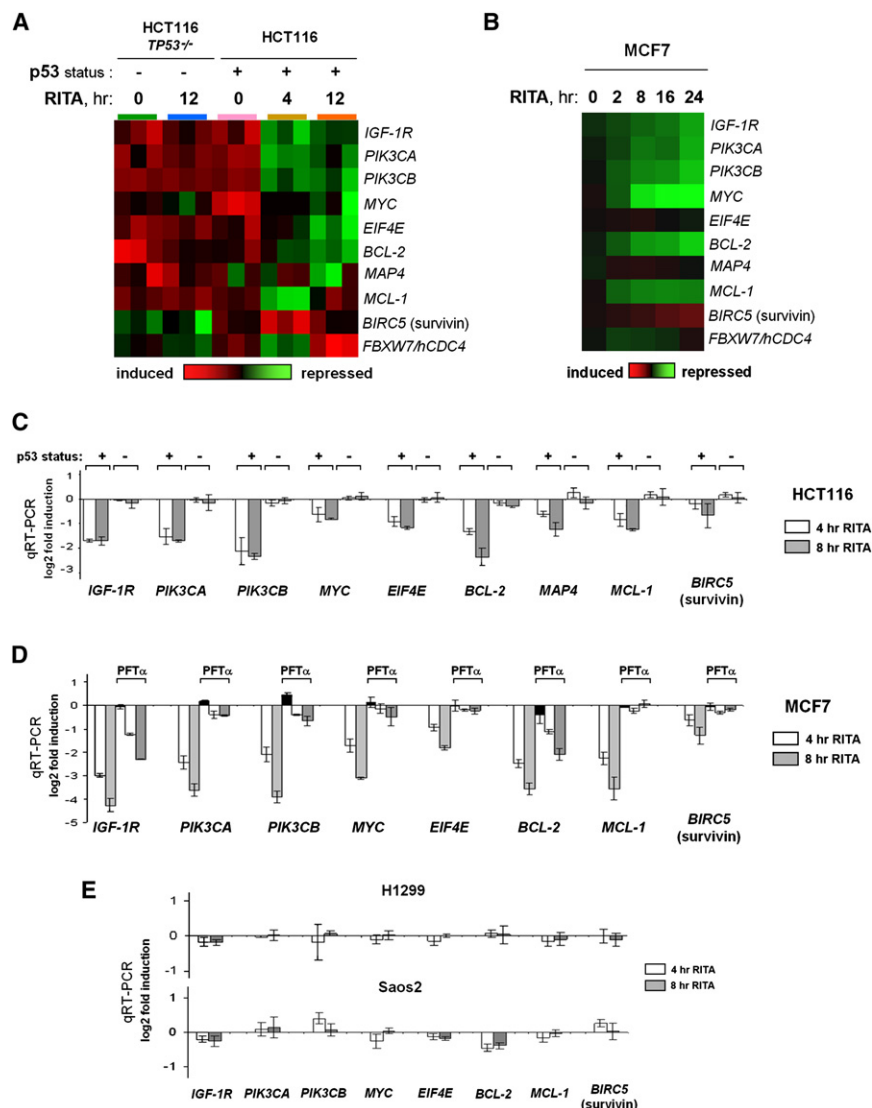 A
HCT116
TP53-/-
HCT116
p53 status : - - + + +
RITA, hr: 0 12 0 4 12
IGF-1R
PIK3CA
PIK3CB
MYC
EIF4E
BCL-2
MAP4
MCL-1
BIRC5 (survivin)
FBXW7/hCDC4
induced repressed
B
MCF7
RITA, hr: 0 2 8 16 24
IGF-1R
PIK3CA
PIK3CB
MYC
EIF4E
BCL-2
MAP4
MCL-1
BIRC5 (survivin)
FBXW7/hCDC4
induced repressed
C
p53 status: + - + - + - + - + - + - + - + - + -
qRT-PCR
log2 fold induction
1
0
-1
-2
-3
IGF-1R PIK3CA PIK3CB MYC EIF4E BCL-2 MAP4 MCL-1 BIRC5
(survivin)
HCT116
4 hr RITA
8 hr RITA
D
PFTα PFTα PFTα PFTα PFTα PFTα PFTα PFTα
qRT-PCR
log2 fold induction
1
0
-1
-2
-3
-4
-5
IGF-1R PIK3CA PIK3CB MYC EIF4E BCL-2 MCL-1 BIRC5
(survivin)
MCF7
4 hr RITA
8 hr RITA
E
H1299
1
0
-1
Saos2
1
0
-1
qRT-PCR
log2 fold induction
4 hr RITA
8 hr RITA
IGF-1R PIK3CA PIK3CB MYC EIF4E BCL-2 MCL-1 BIRC5
(survivin)